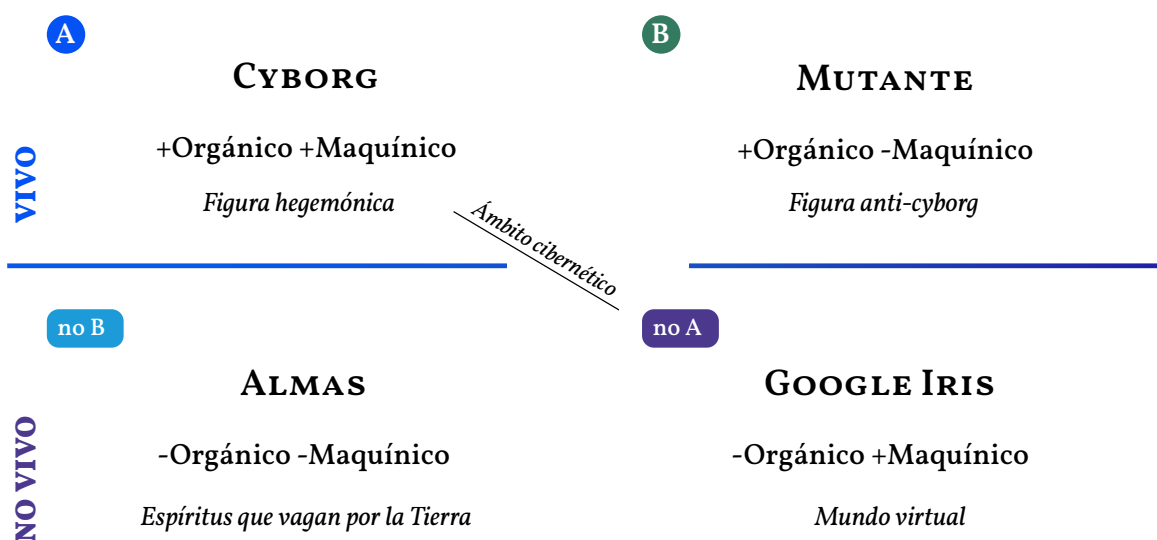 A
CYBORG
+Orgánico +Maquínico
Figura hegemónica
B
MUTANTE
+Orgánico -Maquínico
Figura anti-cyborg
VIVO
Ámbito cibernético
no B
ALMAS
-Orgánico -Maquínico
Espíritus que vagan por la Tierra
no A
GOOGLE IRIS
-Orgánico +Maquínico
Mundo virtual
NO VIVO